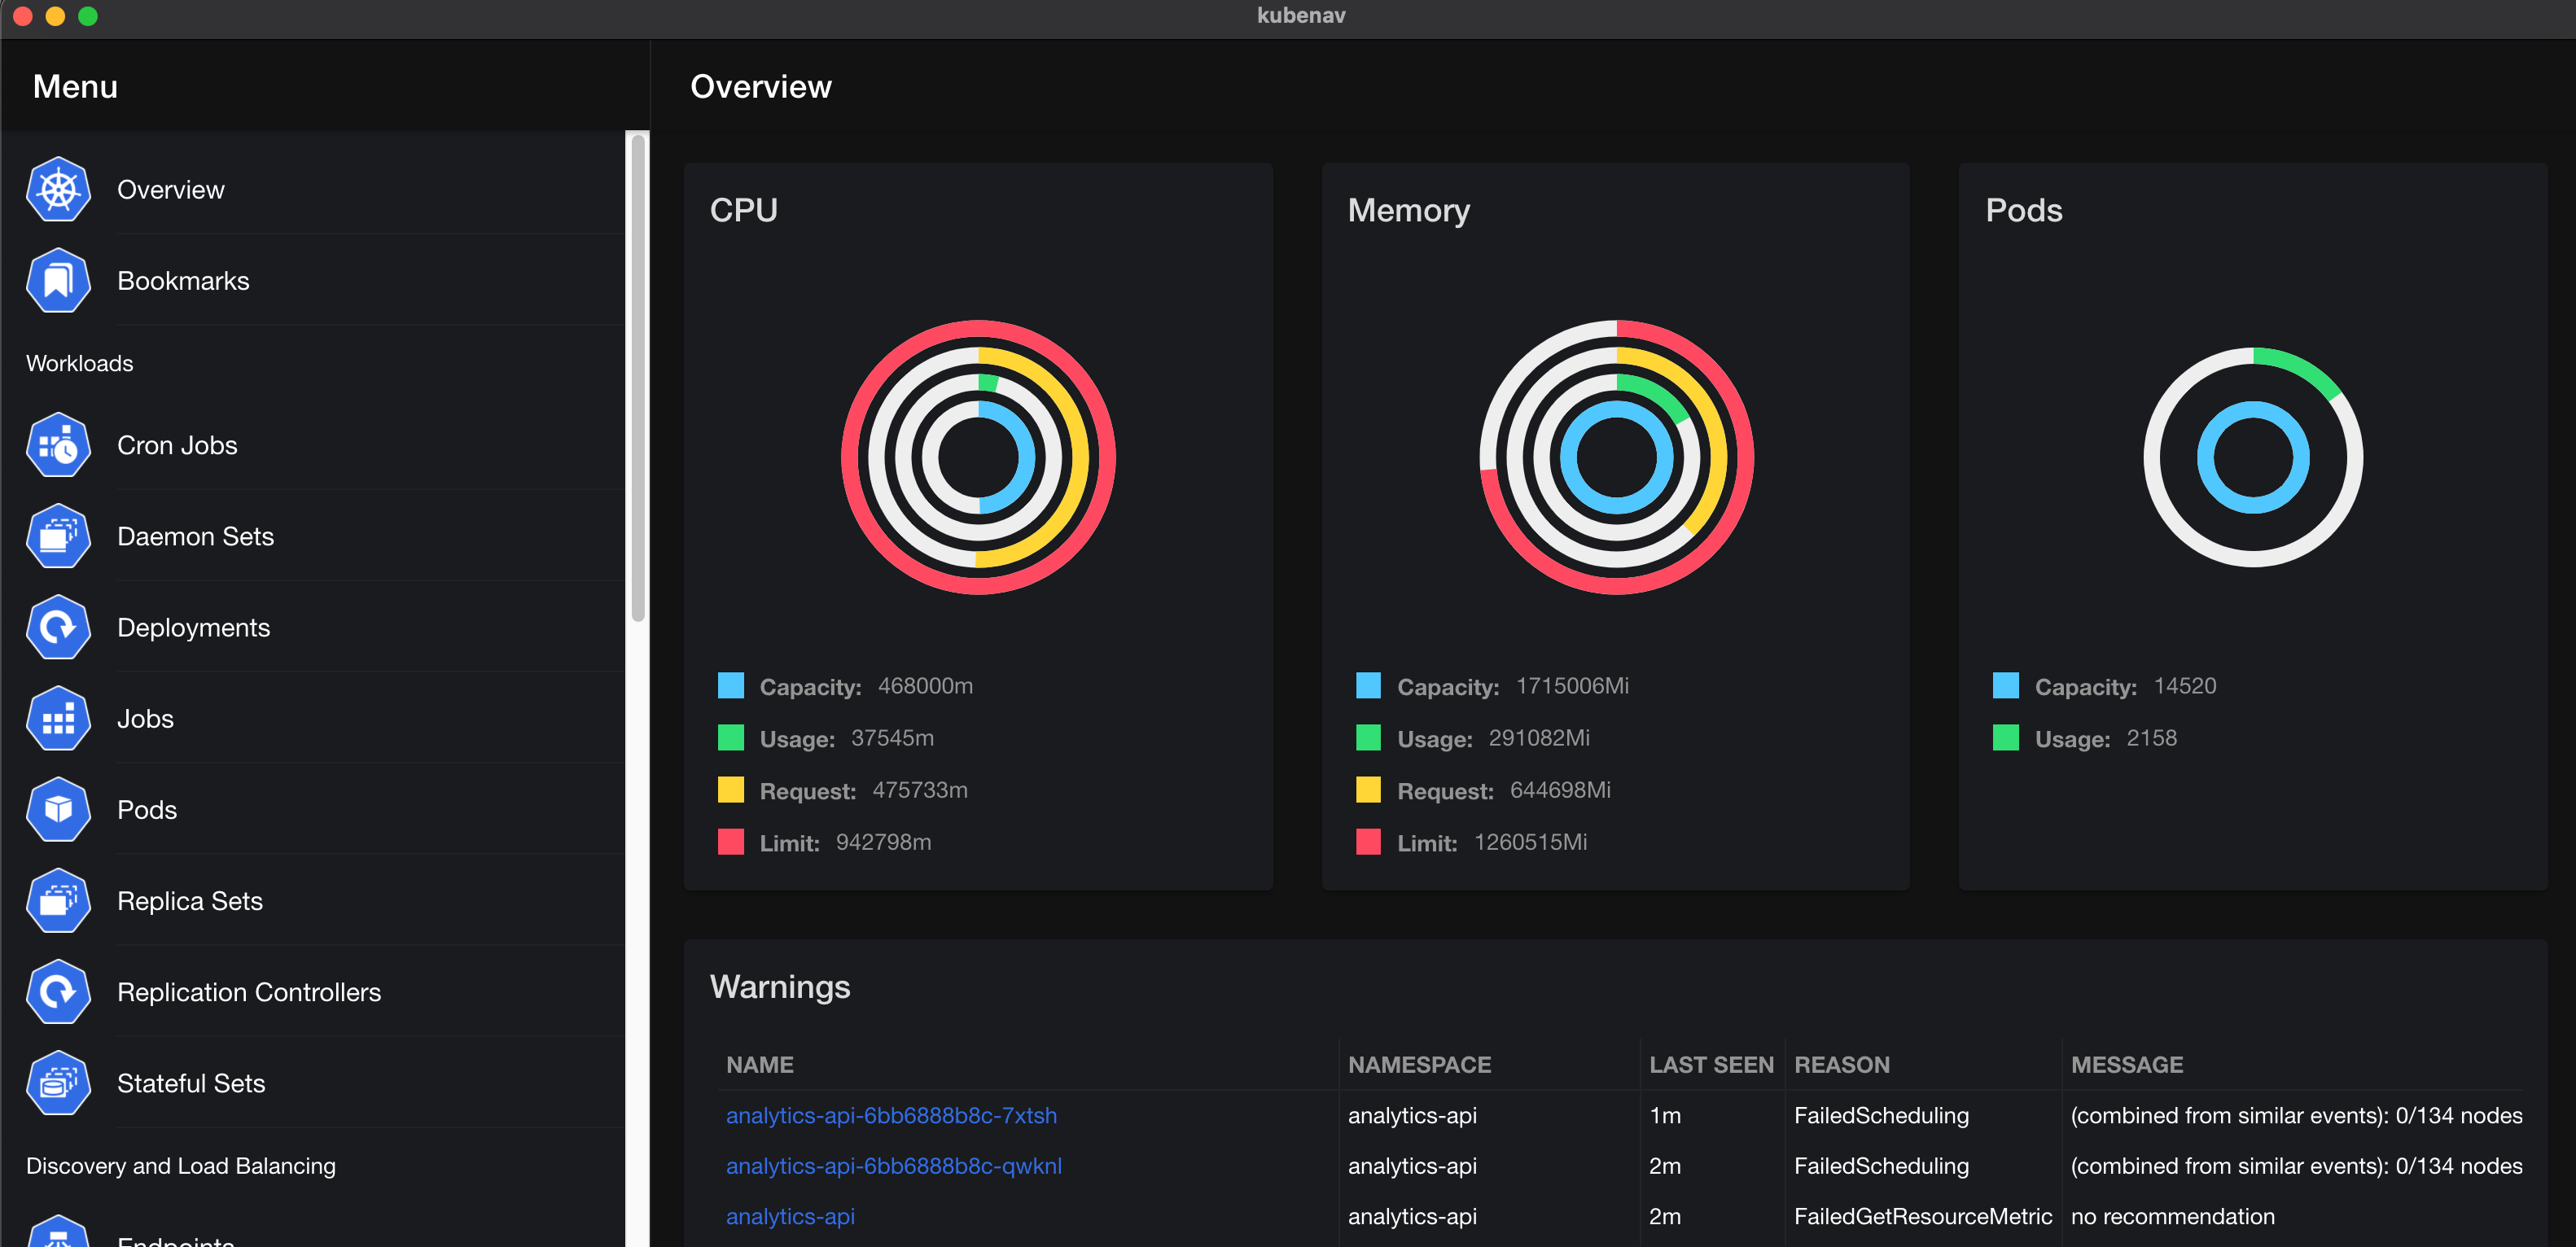 kubenav
Menu
Overview
Bookmarks
Workloads
Cron Jobs
Daemon Sets
Deployments
Jobs
Pods
Replica Sets
Replication Controllers
Stateful Sets
Discovery and Load Balancing
Endpoints
Overview
CPU
Capacity: 468000m
Usage: 37545m
Request: 475733m
Limit: 942798m
Memory
Capacity: 1715006Mi
Usage: 291082Mi
Request: 644698Mi
Limit: 1260515Mi
Pods
Capacity: 14520
Usage: 2158
Warnings
NAME NAMESPACE LAST SEEN REASON MESSAGE
analytics-api-6bb6888b8c-7xtsh analytics-api 1m FailedScheduling (combined from similar events): 0/134 nodes
analytics-api-6bb6888b8c-qwknl analytics-api 2m FailedScheduling (combined from similar events): 0/134 nodes
analytics-api analytics-api 2m FailedGetResourceMetric no recommendation